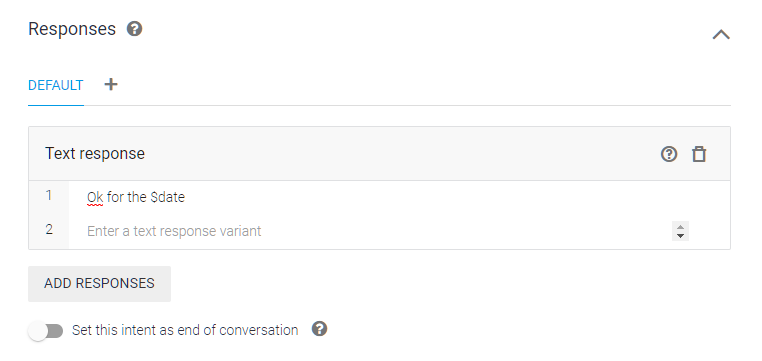 Responses
DEFAULT
Text response
1 Ok for the $date
2 Enter a text response variant
ADD RESPONSES
Set this intent as end of conversation